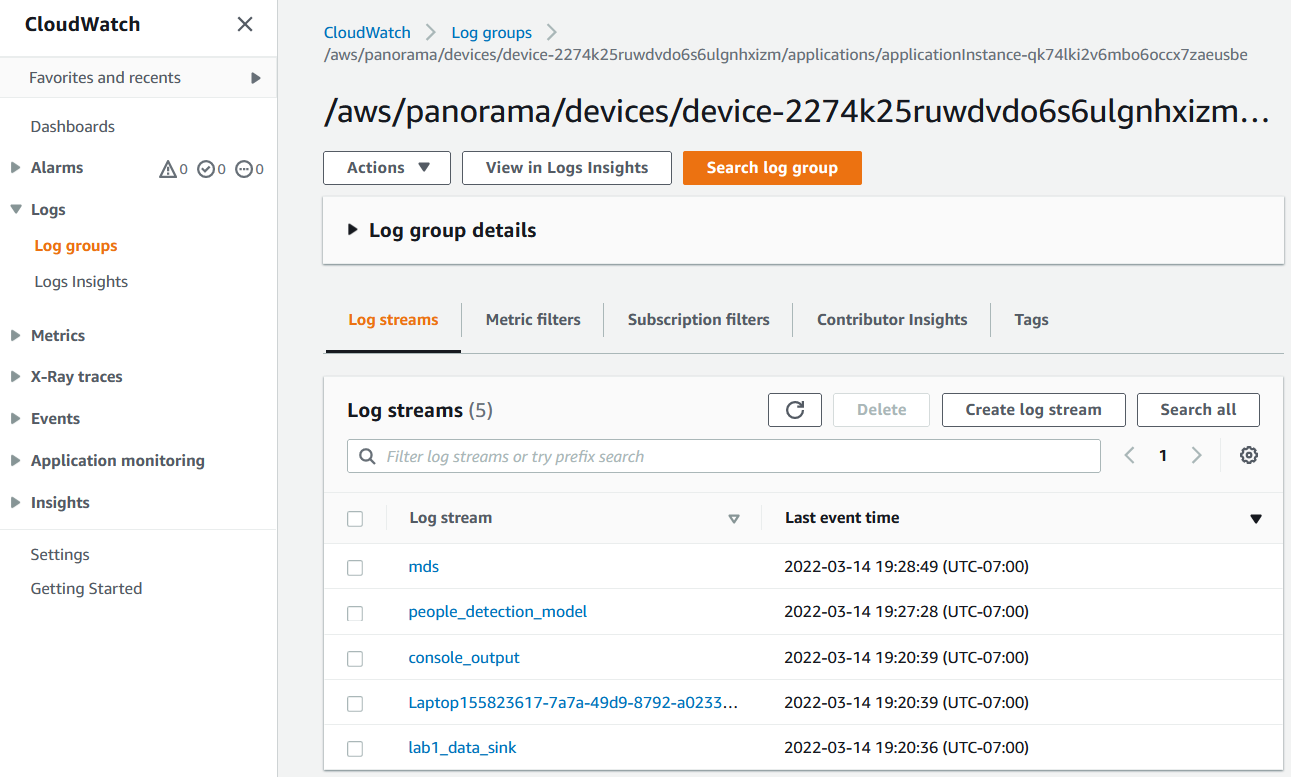 CloudWatch
Favorites and recents
Dashboards
Alarms 0 0 0
Logs
Log groups
Logs Insights
Metrics
X-Ray traces
Events
Application monitoring
Insights
Settings
Getting Started
CloudWatch Log groups
/aws/panorama/devices/device-2274k25ruwdvdo6s6ulgnhxizm/applications/applicationInstance-qk74lki2v6mbo6occx7zaeusbe
/aws/panorama/devices/device-2274k25ruwdvdo6s6ulgnhxizm…
Actions View in Logs Insights Search log group
Log group details
Log streams Metric filters Subscription filters Contributor Insights Tags
Log streams (5) Delete Create log stream Search all
Filter log streams or try prefix search 1
Log stream Last event time
mds 2022-03-14 19:28:49 (UTC-07:00)
people_detection_model 2022-03-14 19:27:28 (UTC-07:00)
console_output 2022-03-14 19:20:39 (UTC-07:00)
Laptop155823617-7a7a-49d9-8792-a0233… 2022-03-14 19:20:39 (UTC-07:00)
lab1_data_sink 2022-03-14 19:20:36 (UTC-07:00)